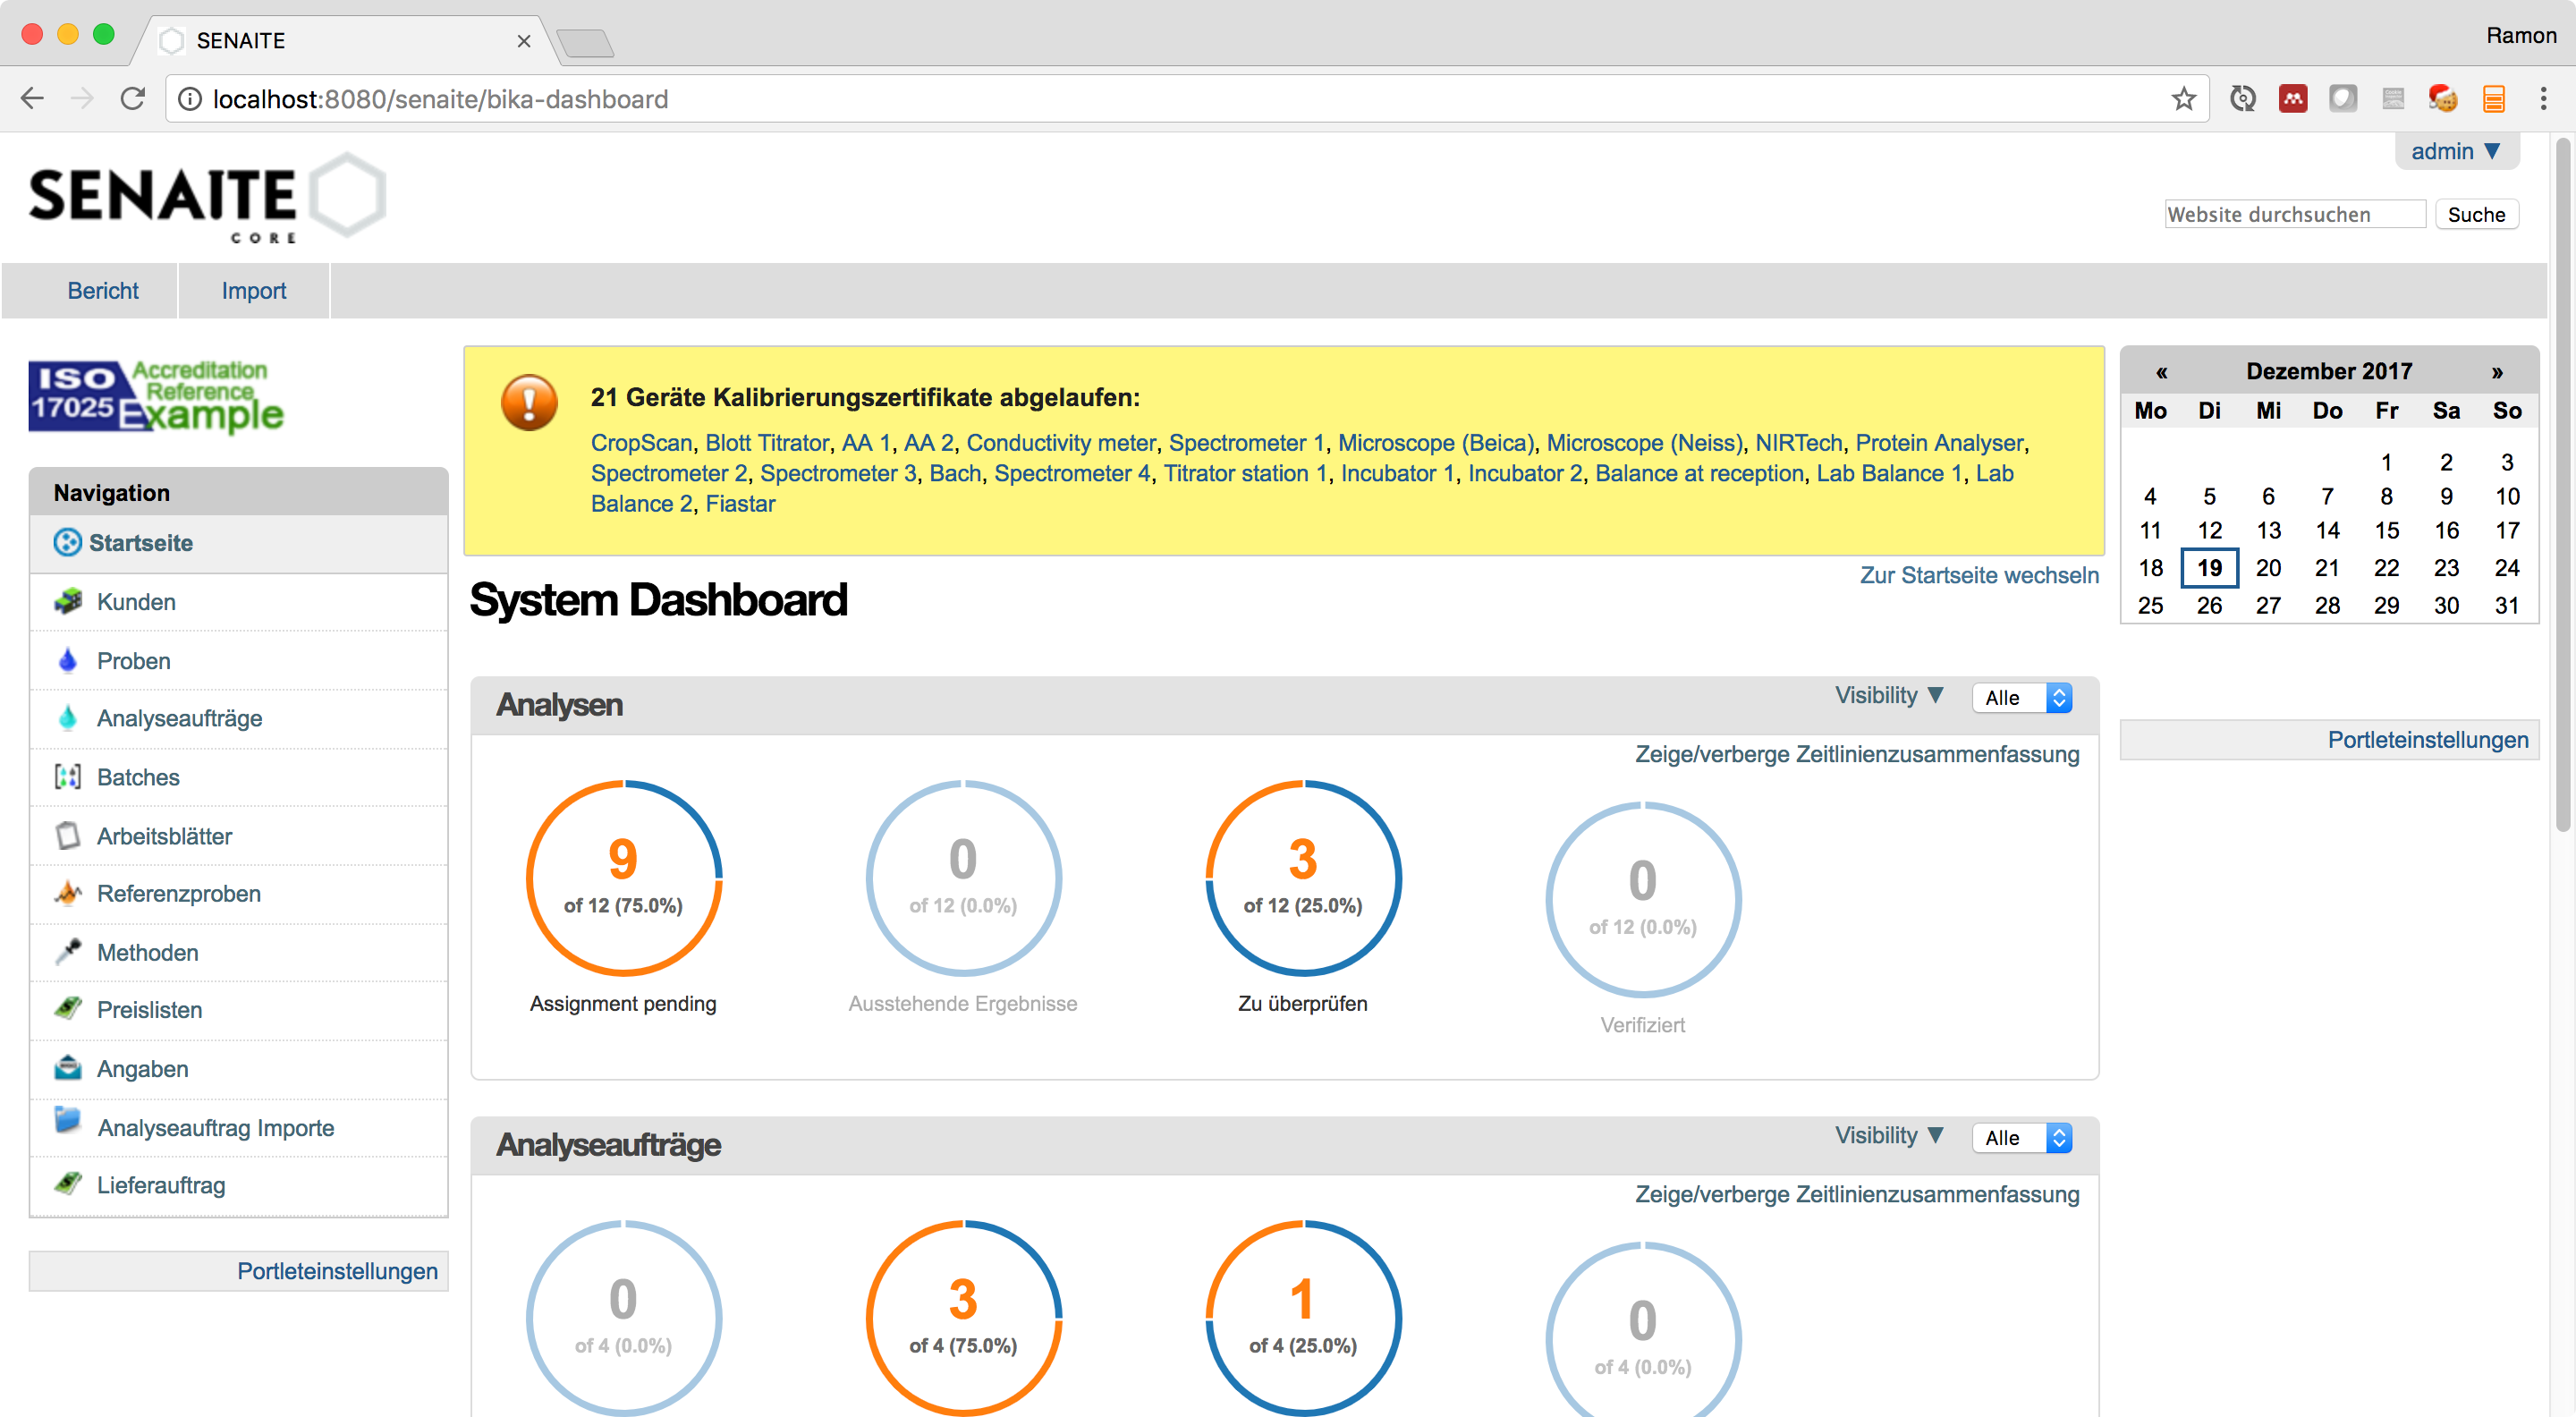 SENAITE
Ramon
localhost:8080/senaite/bika-dashboard
admin ▼
SENAITE
CORE
Website durchsuchen
Suche
Bericht
Import
ISO
17025
Accreditation
Reference
Example
Navigation
Startseite
Kunden
Proben
Analyseaufträge
Batches
Arbeitsblätter
Referenzproben
Methoden
Preislisten
Angaben
Analyseauftrag Importe
Lieferauftrag
Portleteinstellungen
21 Geräte Kalibrierungszertifikate abgelaufen:
CropScan, Blott Titrator, AA 1, AA 2, Conductivity meter, Spectrometer 1, Microscope (Beica), Microscope (Neiss), NIRTech, Protein Analyser,
Spectrometer 2, Spectrometer 3, Bach, Spectrometer 4, Titrator station 1, Incubator 1, Incubator 2, Balance at reception, Lab Balance 1, Lab
Balance 2, Fiastar
Zur Startseite wechseln
System Dashboard
Analysen
Visibility ▼
Alle
Zeige/verberge Zeitlinienzusammenfassung
9
of 12 (75.0%)
Assignment pending
0
of 12 (0.0%)
Ausstehende Ergebnisse
3
of 12 (25.0%)
Zu überprüfen
0
of 12 (0.0%)
Verifiziert
Analyseaufträge
Visibility ▼
Alle
Zeige/verberge Zeitlinienzusammenfassung
0
of 4 (0.0%)
3
of 4 (75.0%)
1
of 4 (25.0%)
0
of 4 (0.0%)
« Dezember 2017 »
Mo Di Mi Do Fr Sa So
1 2 3
4 5 6 7 8 9 10
11 12 13 14 15 16 17
18 19 20 21 22 23 24
25 26 27 28 29 30 31
Portleteinstellungen